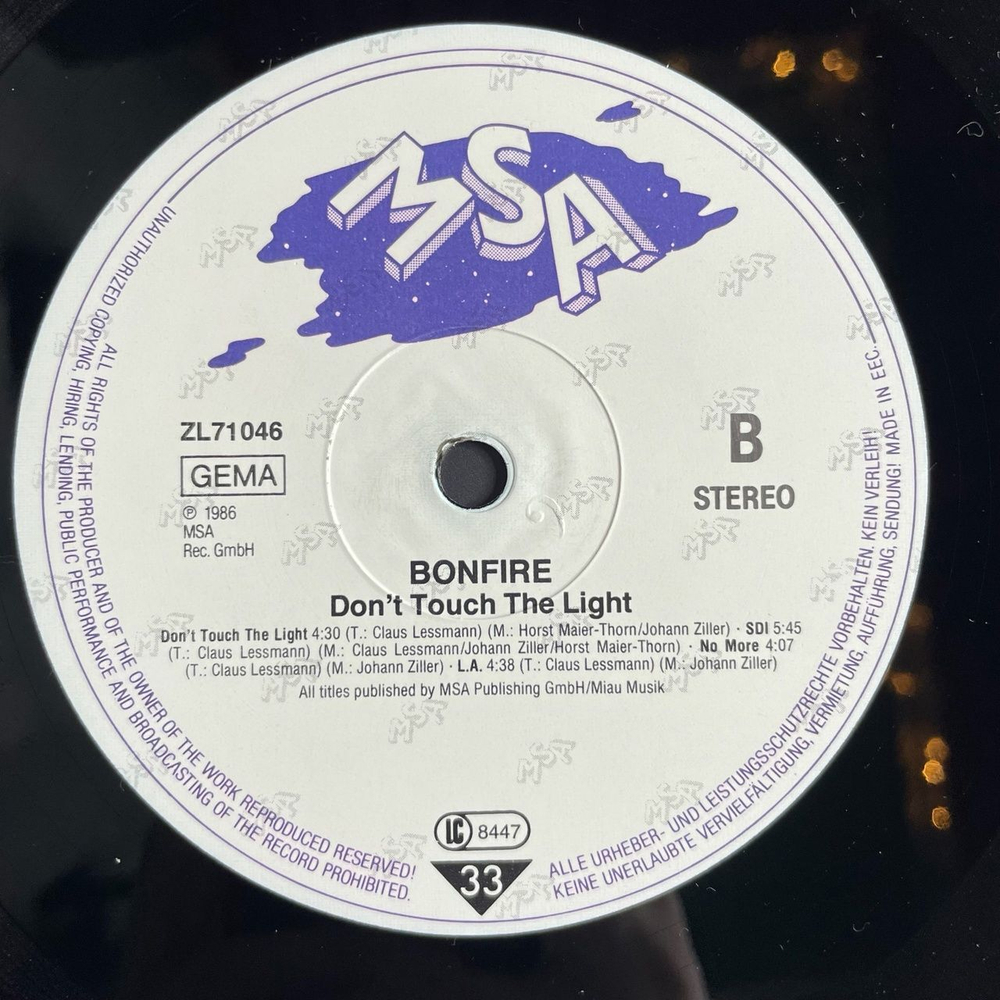 MSA
ZL71046
GEMA
℗ 1986
MSA
Rec. GmbH
B
STEREO
BONFIRE
Don't Touch The Light
Don't Touch The Light 4:30 (T.: Claus Lessmann) (M.: Horst Maier-Thorn/Johann Ziller) · SDI 5:45
(T.: Claus Lessmann) (M.: Claus Lessmann/Johann Ziller/Horst Maier-Thorn) · No More 4:07
(T.: Claus Lessmann) (M.: Johann Ziller) · L.A. 4:38 (T.: Claus Lessmann) (M.: Johann Ziller)
All titles published by MSA Publishing GmbH/Miau Musik
LC 8447
33
ALL RIGHTS OF THE PRODUCER AND OF THE OWNER OF THE WORK REPRODUCED RESERVED!
UNAUTHORIZED COPYING, HIRING, LENDING, PUBLIC PERFORMANCE AND BROADCASTING OF THE RECORD PROHIBITED.
ALLE URHEBER- UND LEISTUNGSSCHUTZRECHTE VORBEHALTEN. KEIN VERLEIH!
KEINE UNERLAUBTE VERVIELFÄLTIGUNG, VERMIETUNG, AUFFÜHRUNG, SENDUNG! MADE IN EEC.